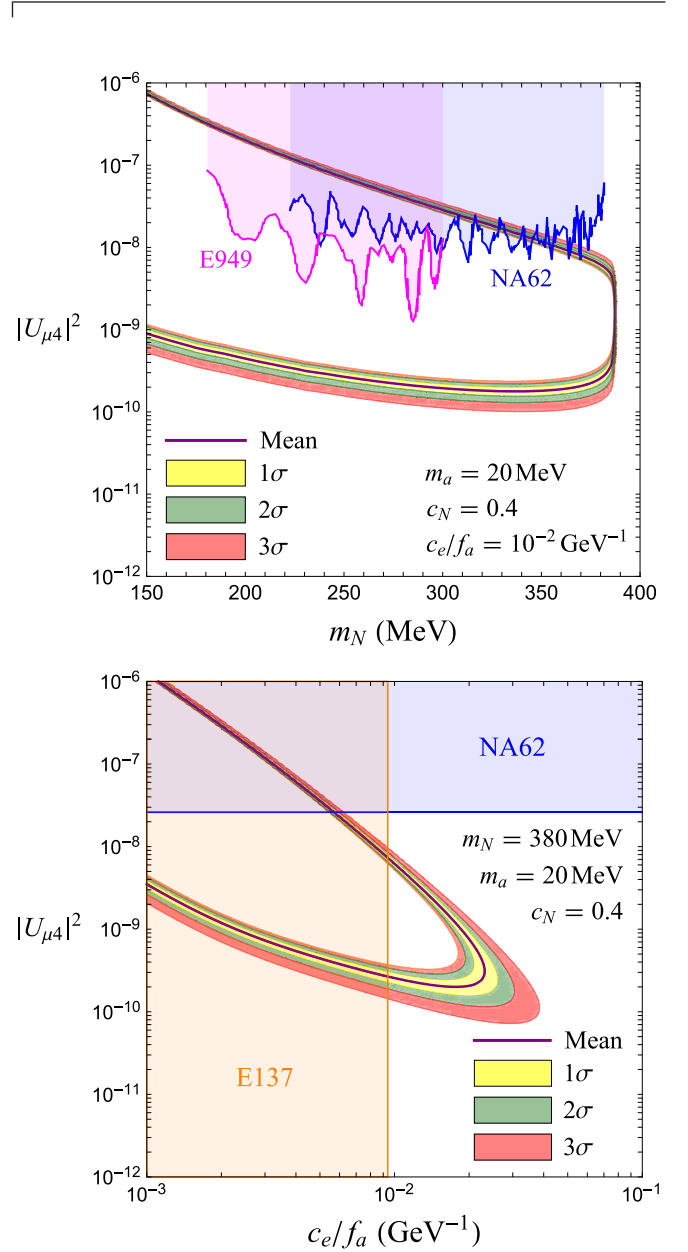 10⁻⁶
10⁻⁷
10⁻⁸
10⁻⁹
10⁻¹⁰
10⁻¹¹
10⁻¹²
|U_{μ4}|²
E949
NA62
Mean
1σ
2σ
3σ
m_a = 20 MeV
c_N = 0.4
c_e/f_a = 10⁻² GeV⁻¹
150 200 250 300 350 400
m_N (MeV)
10⁻⁶
10⁻⁷
10⁻⁸
10⁻⁹
10⁻¹⁰
10⁻¹¹
10⁻¹²
|U_{μ4}|²
NA62
m_N = 380 MeV
m_a = 20 MeV
c_N = 0.4
E137
Mean
1σ
2σ
3σ
10⁻³ 10⁻² 10⁻¹
c_e/f_a (GeV⁻¹)